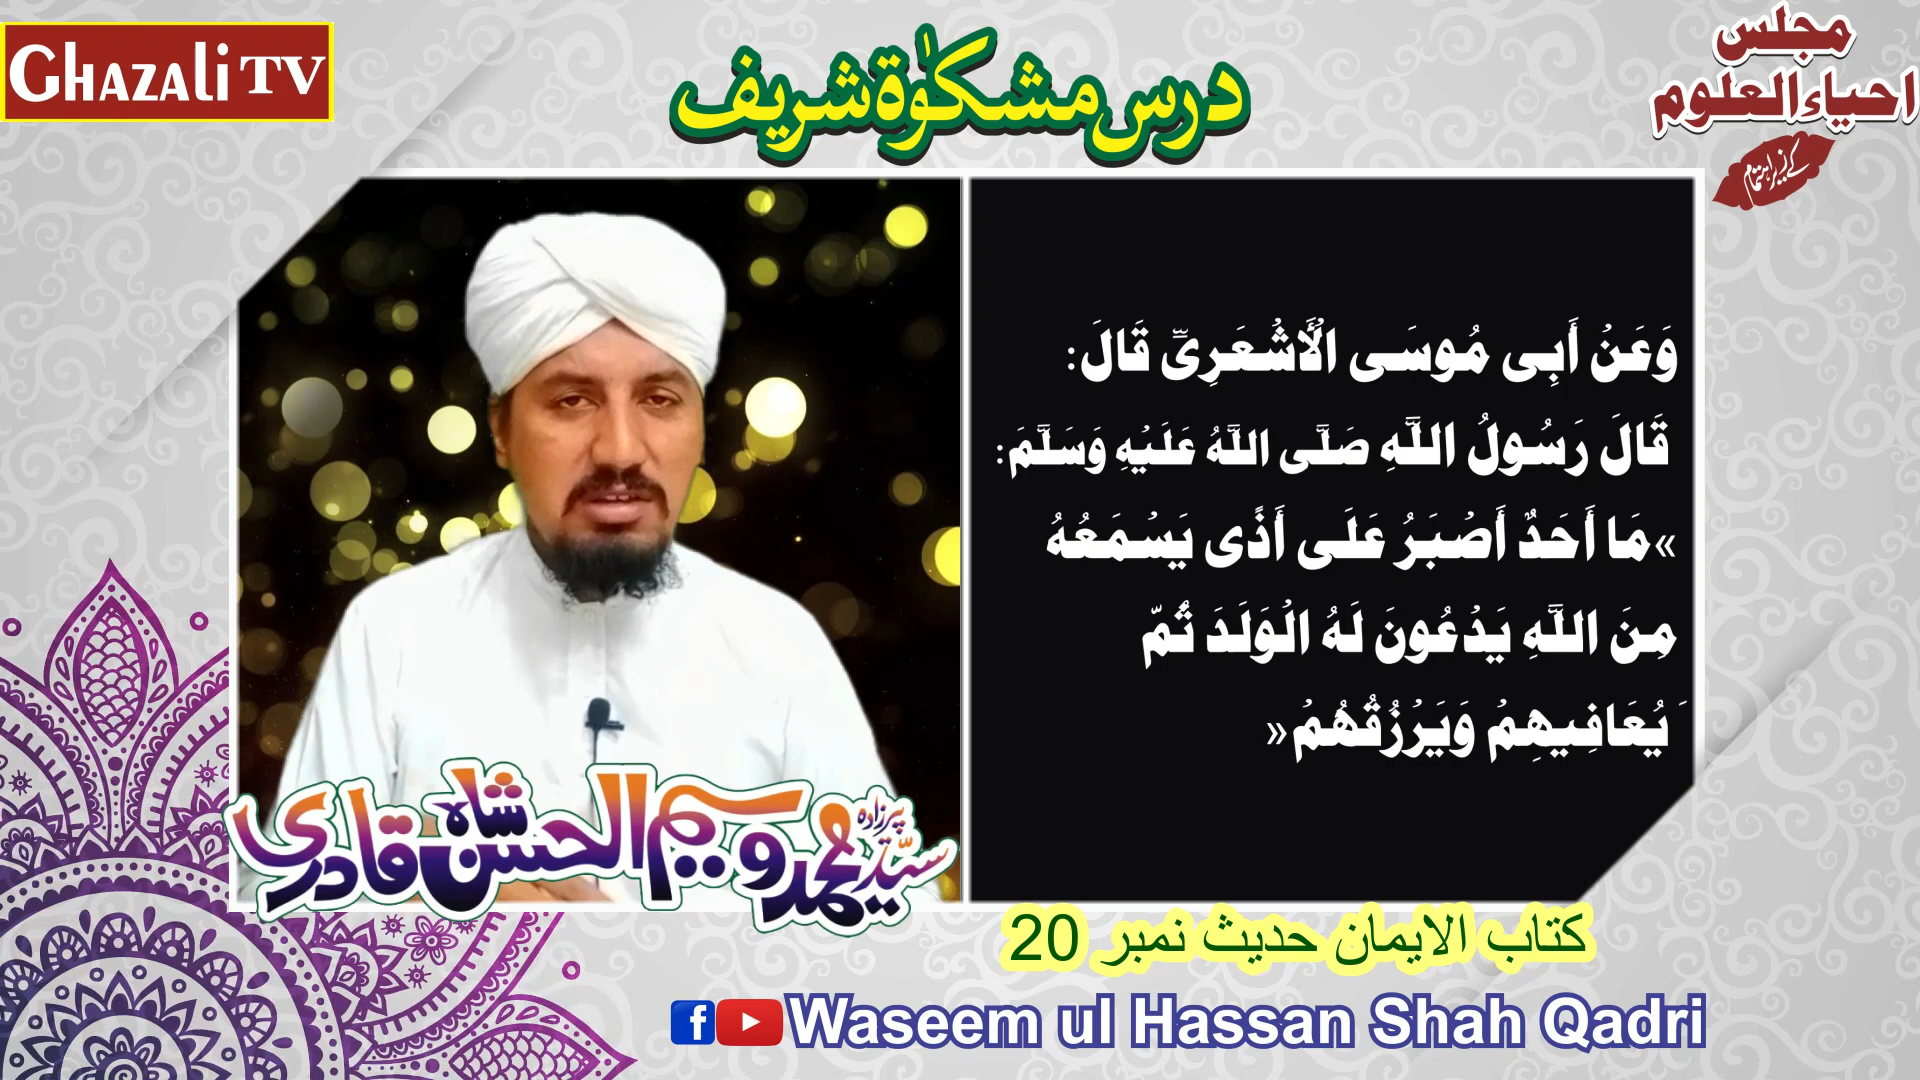 GHAZALi TV
درس مشکوٰۃ شریف
مجلس
احیاء العلوم
کے زیر اہتمام
وَعَنْ أَبِی مُوسَی الْأَشْعَرِیِّ قَالَ:
قَالَ رَسُولُ اللَّهِ صَلَّی اللَّهُ عَلَیْهِ وَسَلَّمَ:
»مَا أَحَدٌ أَصْبَرُ عَلَی أَذًی یَسْمَعُهُ
مِنَ اللَّهِ یَدْعُونَ لَهُ الْوَلَدَ ثُمّ
َ یُعَافِیهِمْ وَیَرْزُقُهُمْ«
پیرزادہ
سیّد محمد وسیم الحسن شاہ قادری
کتاب الایمان حدیث نمبر 20
Waseem ul Hassan Shah Qadri